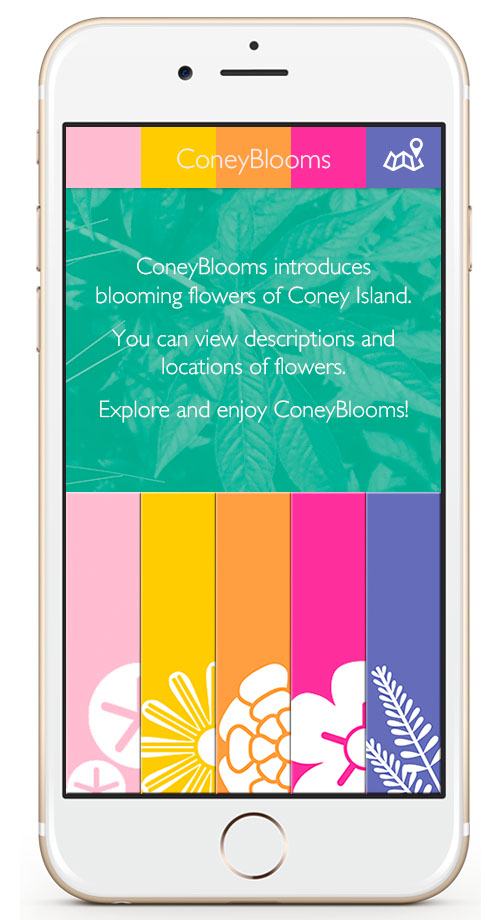 ConeyBlooms
ConeyBlooms introduces
blooming flowers of Coney Island.
You can view descriptions and
locations of flowers.
Explore and enjoy ConeyBlooms!